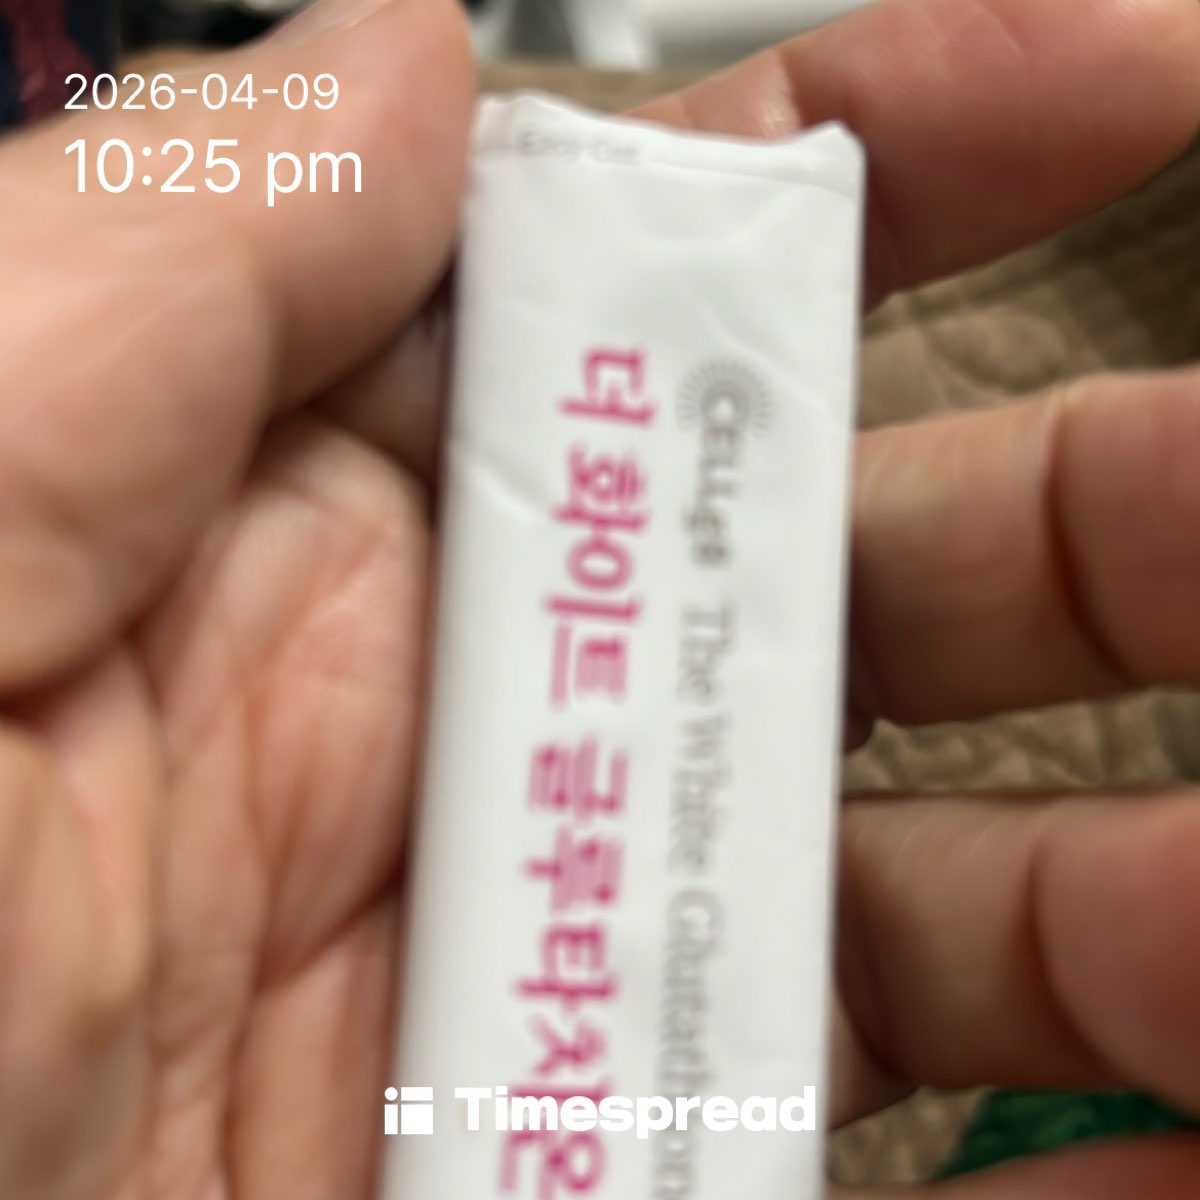 2026-04-09
10:25 pm
Easy Cut
CELLge The White Glutathione
더 화이트 글루타치온
Timespread